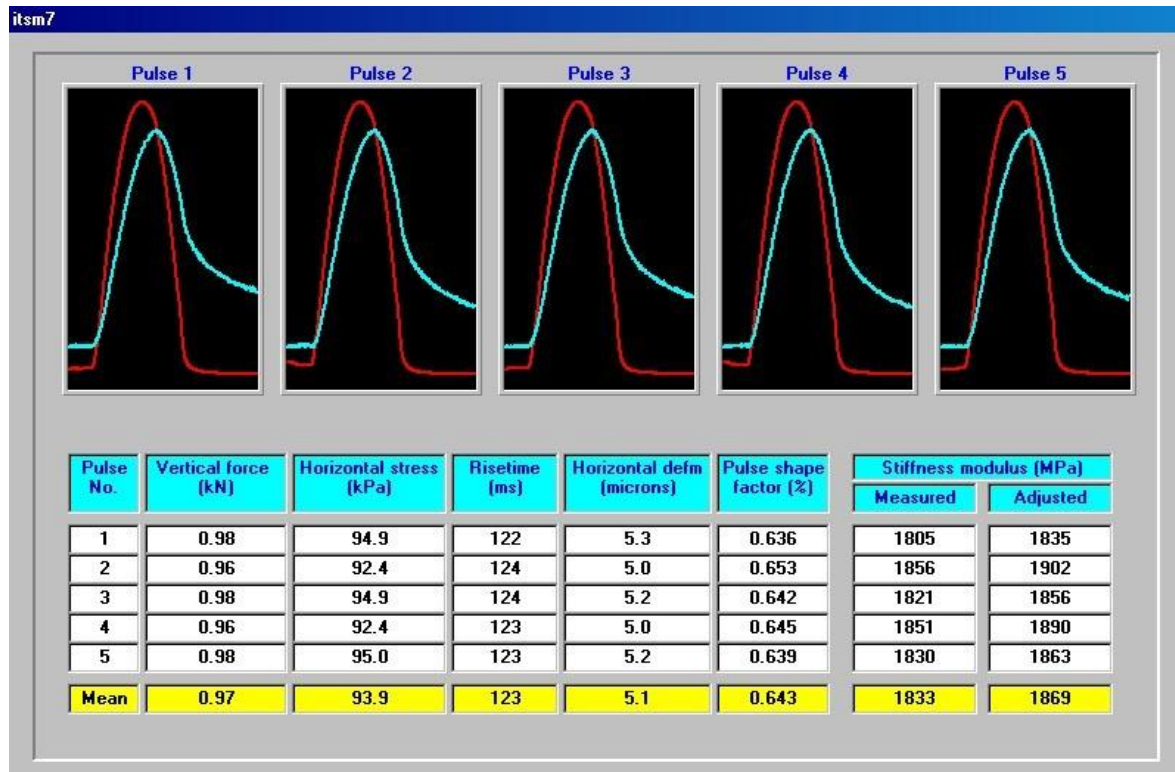 itsm7
Pulse 1 Pulse 2 Pulse 3 Pulse 4 Pulse 5
Pulse No. Vertical force (kN) Horizontal stress (kPa) Risetime (ms) Horizontal defm (microns) Pulse shape factor (%) Stiffness modulus (MPa)
Measured Adjusted
1 0.98 94.9 122 5.3 0.636 1805 1835
2 0.96 92.4 124 5.0 0.653 1856 1902
3 0.98 94.9 124 5.2 0.642 1821 1856
4 0.96 92.4 123 5.0 0.645 1851 1890
5 0.98 95.0 123 5.2 0.639 1830 1863
Mean 0.97 93.9 123 5.1 0.643 1833 1869